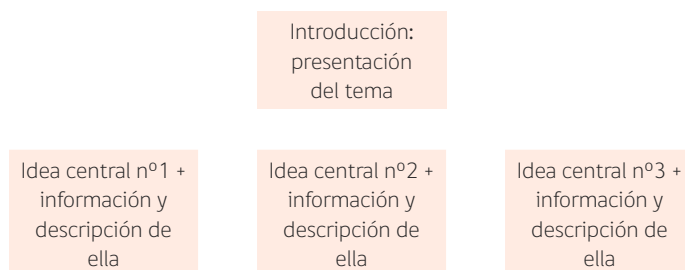 Introducción:
presentación
del tema
Idea central nº1 +
información y
descripción de
ella
Idea central nº2 +
información y
descripción de
ella
Idea central nº3 +
información y
descripción de
ella